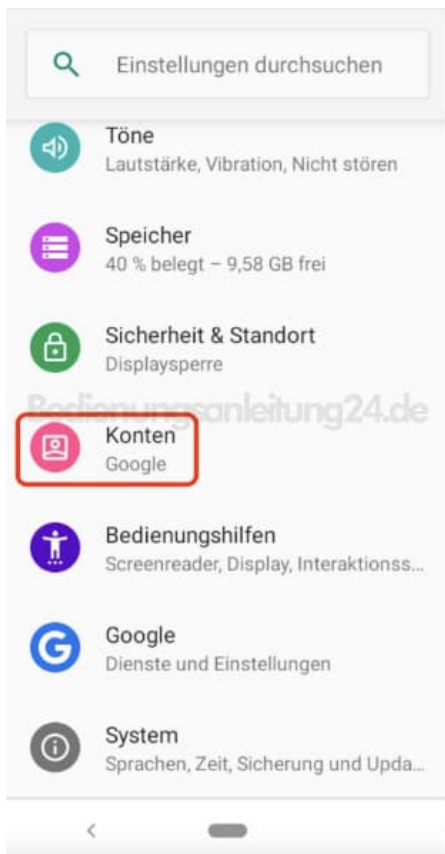 Einstellungen durchsuchen
Töne
Lautstärke, Vibration, Nicht stören
Speicher
40 % belegt – 9,58 GB frei
Sicherheit & Standort
Displaysperre
Bedienungsanleitung24.de
Konten
Google
Bedienungshilfen
Screenreader, Display, Interaktionss...
Google
Dienste und Einstellungen
System
Sprachen, Zeit, Sicherung und Upda...